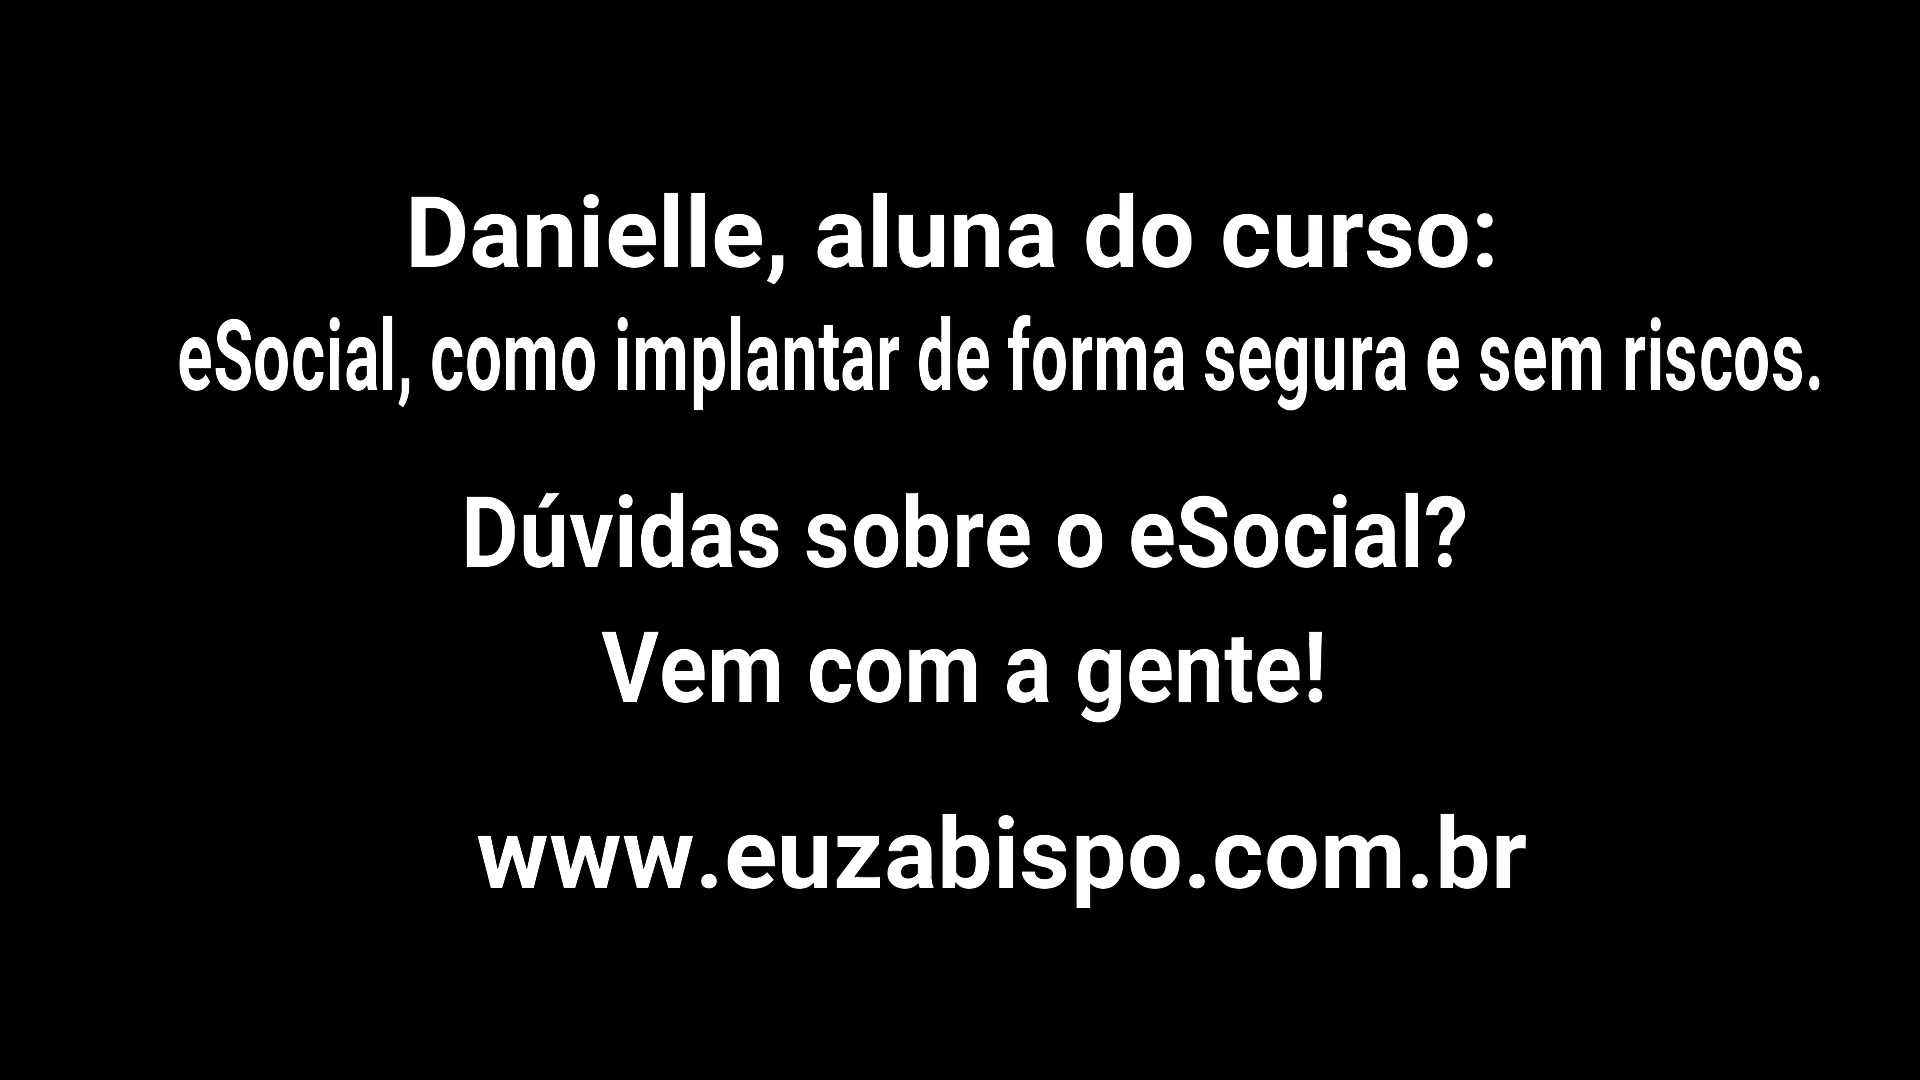 Danielle, aluna do curso:
eSocial, como implantar de forma segura e sem riscos.
Dúvidas sobre o eSocial?
Vem com a gente!
www.euzabispo.com.br